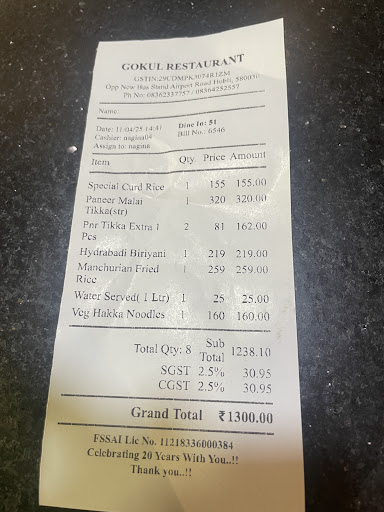 GOKUL RESTAURANT
GSTIN:29CDMPK3074R1ZM
Opp New Bus Stand Airport Road Hubli, 580030
Ph No: 08362337757 / 08364252557
Name:
Date: 11/04/25 14:41 Dine In: 51
Cashier: nagina04 Bill No.: 6546
Assign to: nagina
Item Qty. Price Amount
Special Curd Rice 1 155 155.00
Paneer Malai 1 320 320.00
Tikka(str)
Pnr Tikka Extra 1 2 81 162.00
Pcs
Hydrabadi Biriyani 1 219 219.00
Manchurian Fried 1 259 259.00
Rice
Water Served( 1 Ltr) 1 25 25.00
Veg Hakka Noodles 1 160 160.00
Total Qty: 8 Sub Total 1238.10
SGST 2.5% 30.95
CGST 2.5% 30.95
Grand Total ₹1300.00
FSSAI Lic No. 11218336000384
Celebrating 20 Years With You..!!
Thank you..!!